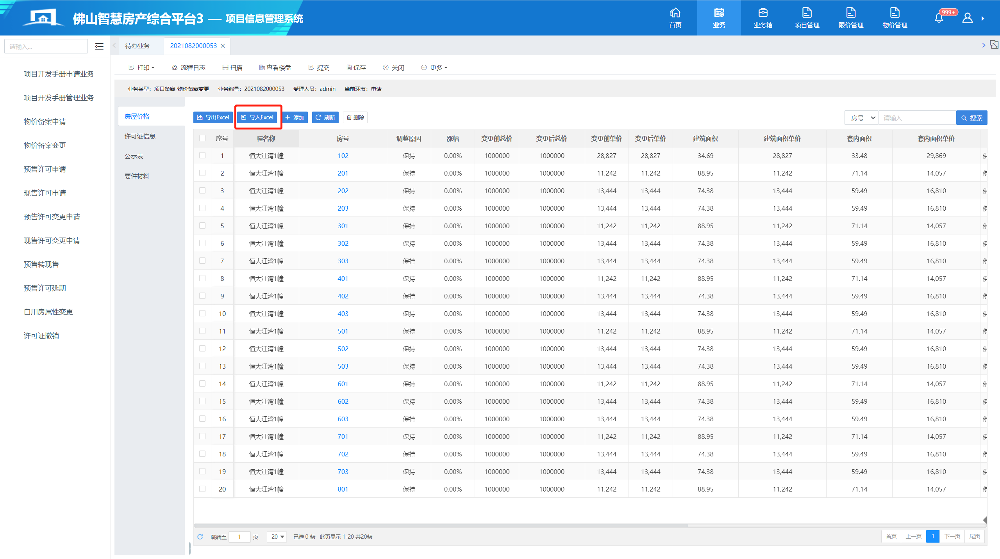 佛山智慧房产综合平台3 — 项目信息管理系统
首页 业务 业务箱 项目管理 限价管理 物价管理 999+
请输入... 待办业务 2021082000053
打印 流程日志 扫描 查看楼盘 提交 保存 关闭 更多
业务类型：项目备案-物价备案变更 业务编号：2021082000053 受理人员：admin 当前环节：申请
项目开发手册申请业务
项目开发手册管理业务
物价备案申请
物价备案变更
预售许可申请
现售许可申请
预售许可变更申请
现售许可变更申请
预售转现售
预售许可延期
自用房属性变更
许可证撤销
房屋价格
许可证信息
公示表
要件材料
导出Excel 导入Excel 添加 刷新 删除 房号 请输入 搜索
序号 幢名称 房号 调整原因 涨幅 变更前总价 变更后总价 变更前单价 变更后单价 建筑面积 建筑面积单价 套内面积 套内面积单价
1 恒大江湾1幢 102 保持 0.00% 1000000 1000000 28,827 28,827 34.69 28,827 33.48 29,869 佛
2 恒大江湾1幢 201 保持 0.00% 1000000 1000000 11,242 11,242 88.95 11,242 71.14 14,057 佛
3 恒大江湾1幢 202 保持 0.00% 1000000 1000000 13,444 13,444 74.38 13,444 59.49 16,810 佛
4 恒大江湾1幢 203 保持 0.00% 1000000 1000000 13,444 13,444 74.38 13,444 59.49 16,810 佛
5 恒大江湾1幢 301 保持 0.00% 1000000 1000000 11,242 11,242 88.95 11,242 71.14 14,057 佛
6 恒大江湾1幢 302 保持 0.00% 1000000 1000000 13,444 13,444 74.38 13,444 59.49 16,810 佛
7 恒大江湾1幢 303 保持 0.00% 1000000 1000000 13,444 13,444 74.38 13,444 59.49 16,810 佛
8 恒大江湾1幢 401 保持 0.00% 1000000 1000000 11,242 11,242 88.95 11,242 71.14 14,057 佛
9 恒大江湾1幢 402 保持 0.00% 1000000 1000000 13,444 13,444 74.38 13,444 59.49 16,810 佛
10 恒大江湾1幢 403 保持 0.00% 1000000 1000000 13,444 13,444 74.38 13,444 59.49 16,810 佛
11 恒大江湾1幢 501 保持 0.00% 1000000 1000000 11,242 11,242 88.95 11,242 71.14 14,057 佛
12 恒大江湾1幢 502 保持 0.00% 1000000 1000000 13,444 13,444 74.38 13,444 59.49 16,810 佛
13 恒大江湾1幢 503 保持 0.00% 1000000 1000000 13,444 13,444 74.38 13,444 59.49 16,810 佛
14 恒大江湾1幢 601 保持 0.00% 1000000 1000000 11,242 11,242 88.95 11,242 71.14 14,057 佛
15 恒大江湾1幢 602 保持 0.00% 1000000 1000000 13,444 13,444 74.38 13,444 59.49 16,810 佛
16 恒大江湾1幢 603 保持 0.00% 1000000 1000000 13,444 13,444 74.38 13,444 59.49 16,810 佛
17 恒大江湾1幢 701 保持 0.00% 1000000 1000000 11,242 11,242 88.95 11,242 71.14 14,057 佛
18 恒大江湾1幢 702 保持 0.00% 1000000 1000000 13,444 13,444 74.38 13,444 59.49 16,810 佛
19 恒大江湾1幢 703 保持 0.00% 1000000 1000000 13,444 13,444 74.38 13,444 59.49 16,810 佛
20 恒大江湾1幢 801 保持 0.00% 1000000 1000000 11,242 11,242 88.95 11,242 71.14 14,057 佛
跳转至 1 页 20 已选 0 条 此页显示 1-20 共20条 首页 上一页 1 下一页 尾页